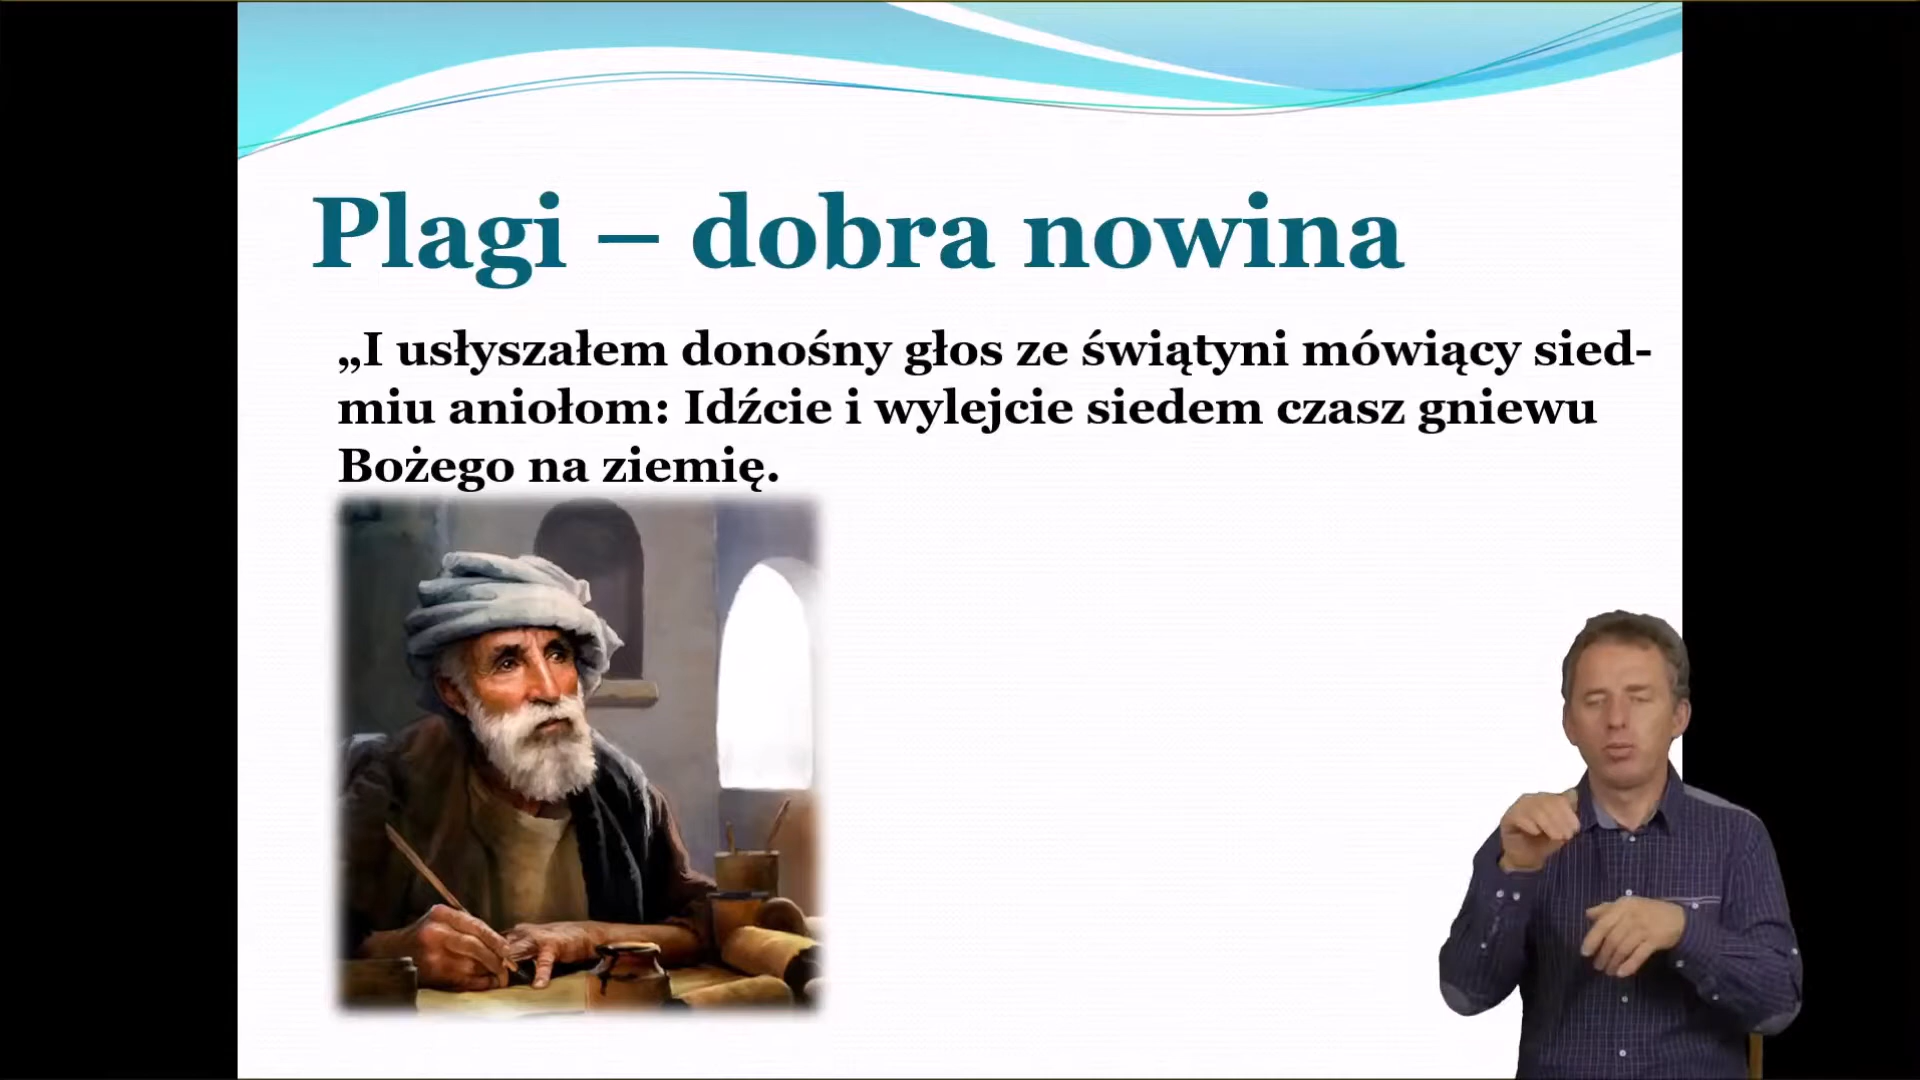 Plagi – dobra nowina
„I usłyszałem donośny głos ze świątyni mówiący sied-
miu aniołom: Idźcie i wylejcie siedem czasz gniewu
Bożego na ziemię.